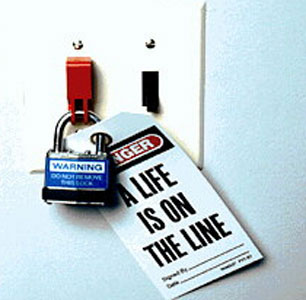 WARNING
DO NOT REMOVE
THIS LOCK
NGER
A LIFE
IS ON
THE LINE
Signed By
Date